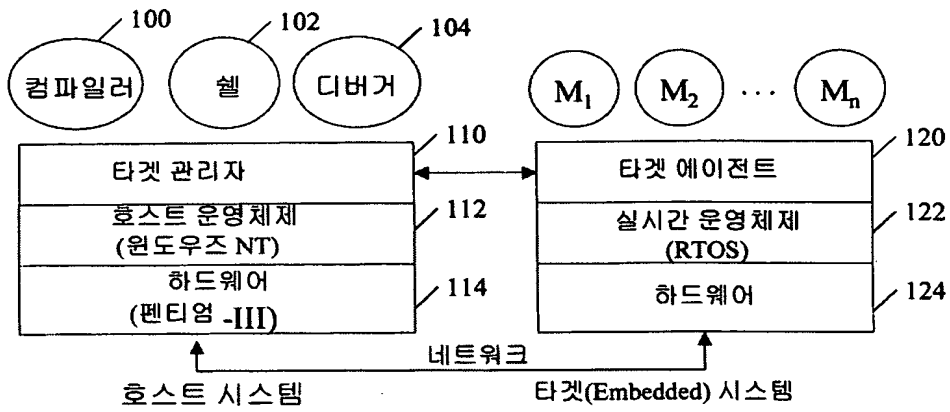 100
102
104
컴파일러
쉘
디버거
M1
M2
...
Mn
110
120
타겟 관리자
타겟 에이전트
호스트 운영체제
(윈도우즈 NT)
112
실시간 운영체제
(RTOS)
122
하드웨어
(펜티엄 -III)
114
하드웨어
124
네트워크
호스트 시스템
타겟(Embedded) 시스템